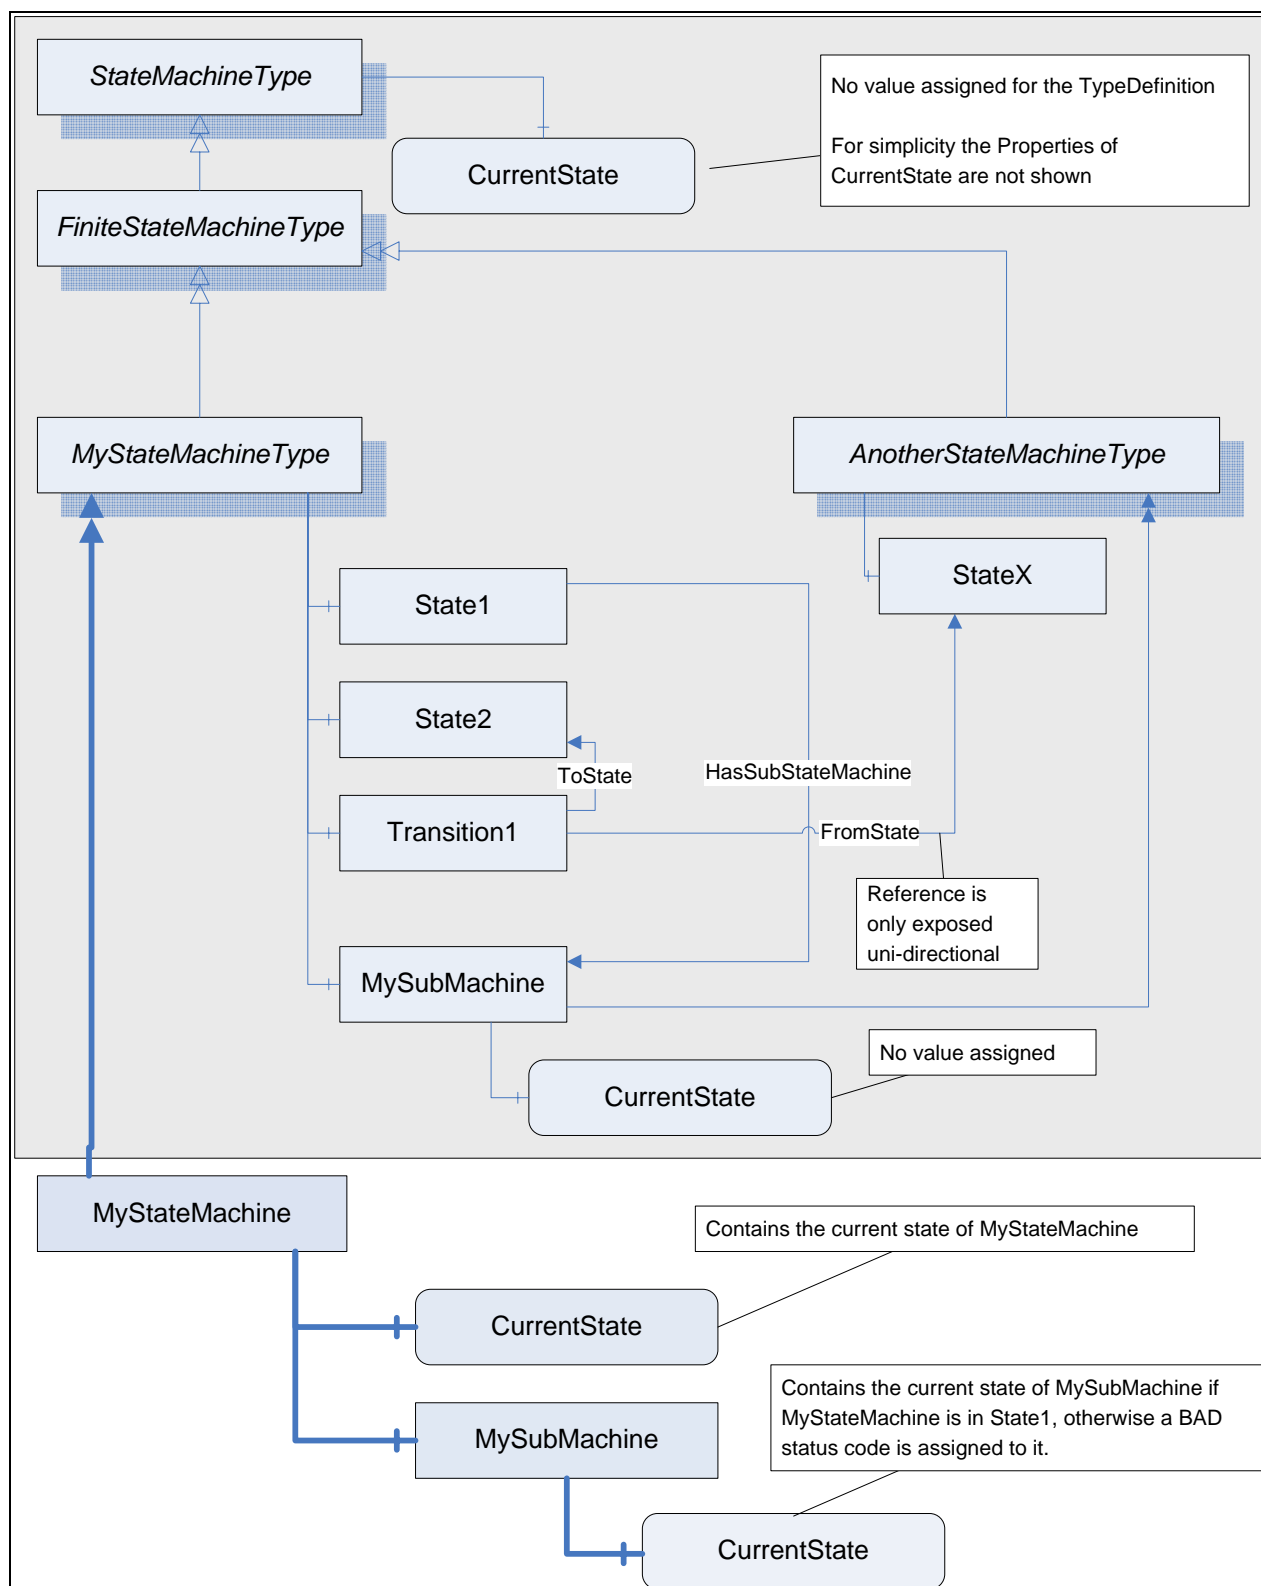 StateMachineType
No value assigned for the TypeDefinition
For simplicity the Properties of
CurrentState are not shown
CurrentState
FiniteStateMachineType
MyStateMachineType
AnotherStateMachineType
StateX
State1
State2
ToState
HasSubStateMachine
Transition1
FromState
Reference is
only exposed
uni-directional
MySubMachine
No value assigned
CurrentState
MyStateMachine
Contains the current state of MyStateMachine
CurrentState
Contains the current state of MySubMachine if
MyStateMachine is in State1, otherwise a BAD
status code is assigned to it.
MySubMachine
CurrentState